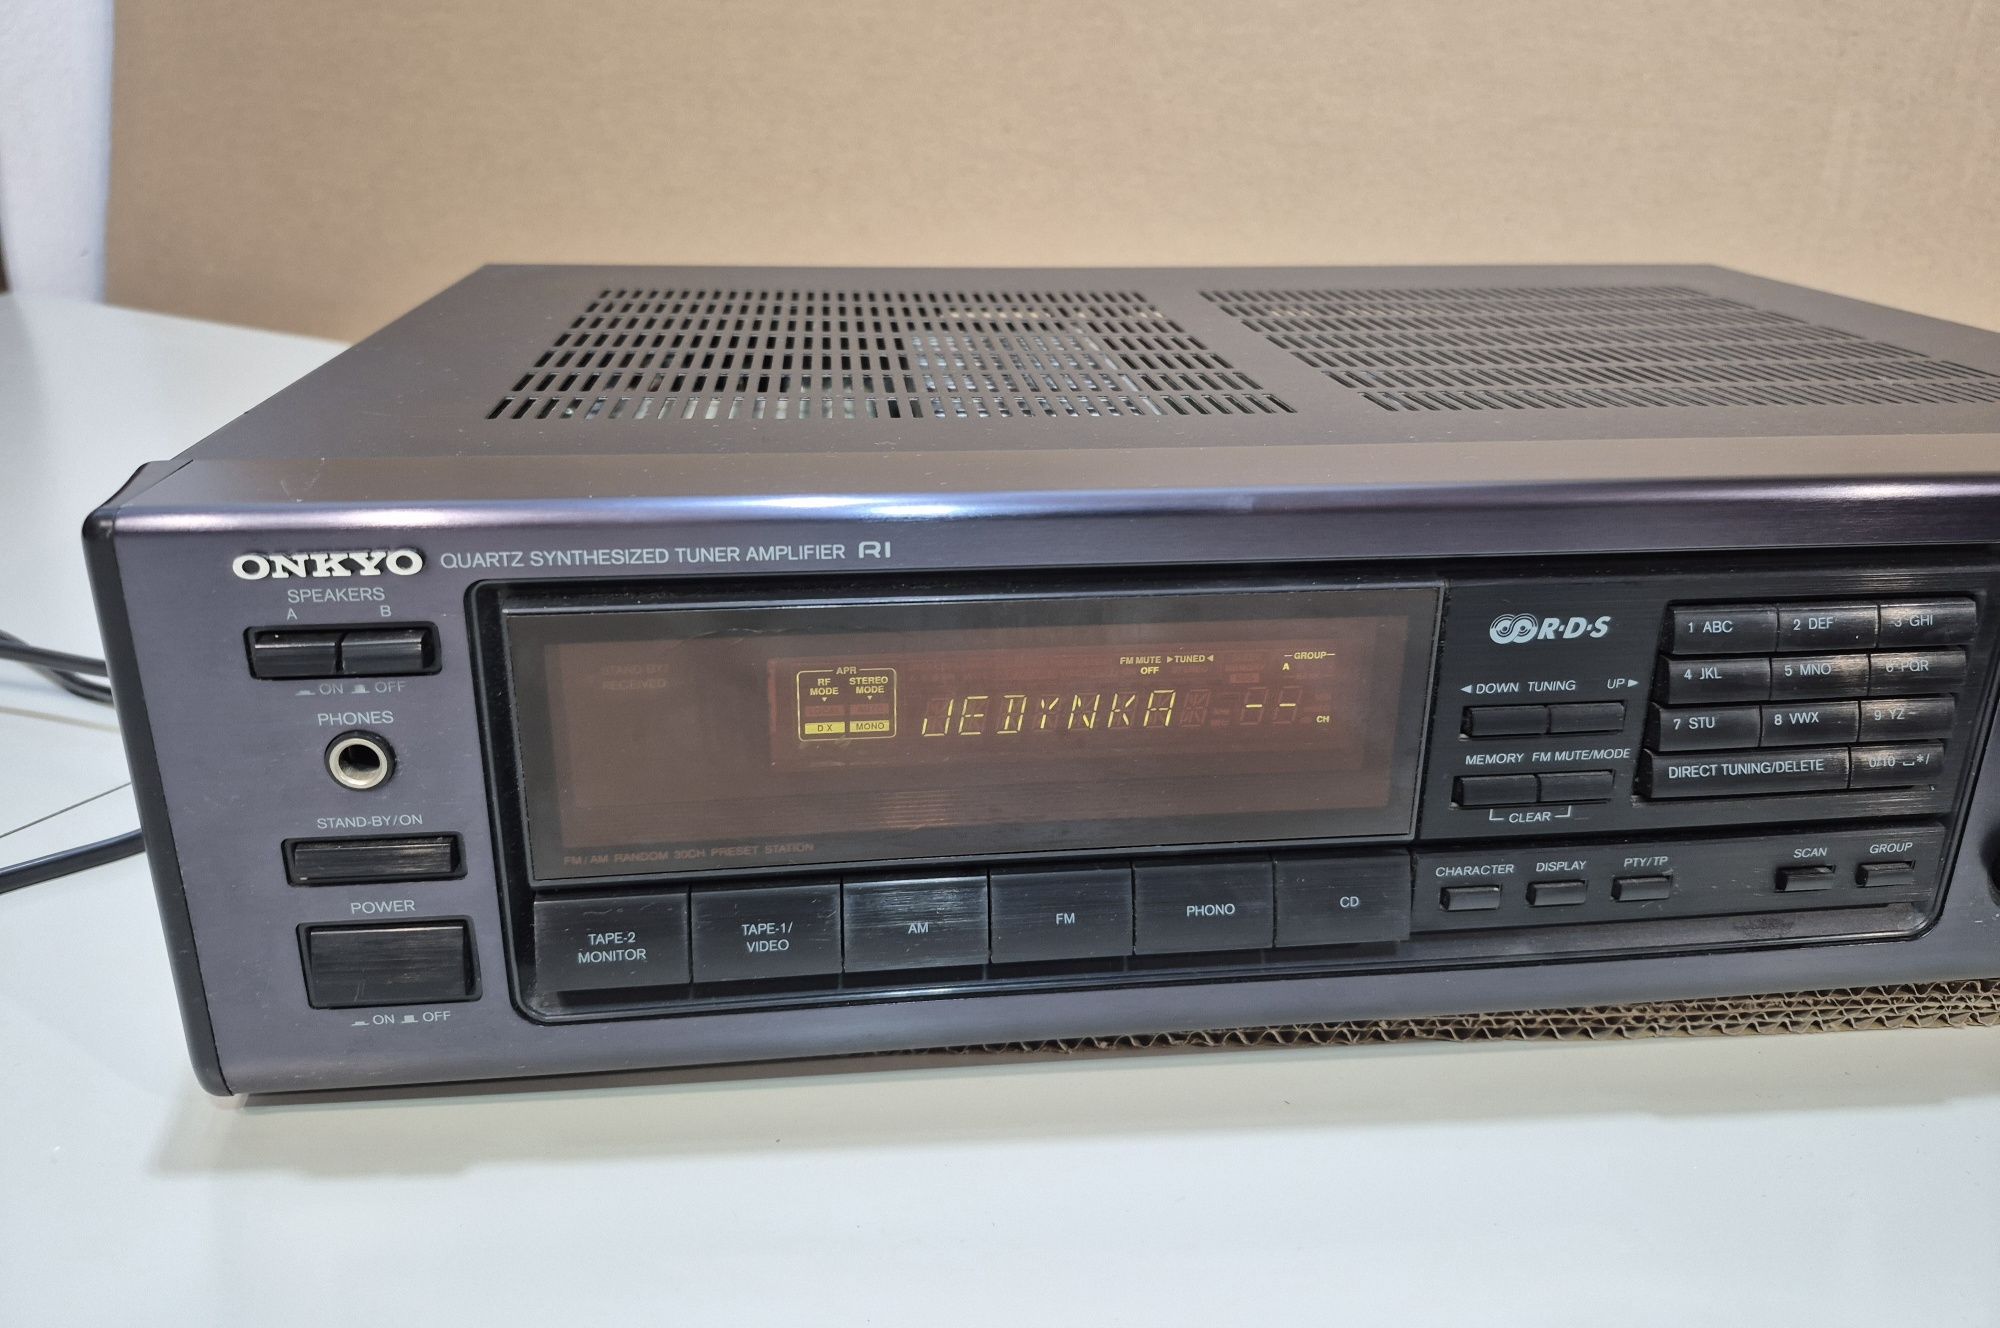 ONKYO QUARTZ SYNTHESIZED TUNER AMPLIFIER RI
SPEAKERS
A B
ON OFF
PHONES
STAND-BY/ON
POWER
ON OFF
APR
RF MODE STEREO MODE
DX MONO
FM MUTE OFF ►TUNED◄
GROUP
A
JEDYNKA --
CH
FM/AM RANDOM 30CH PRESET STATION
TAPE-2 MONITOR
TAPE-1/ VIDEO
AM
FM
PHONO
CD
R·D·S
◄DOWN TUNING UP►
MEMORY FM MUTE/MODE
CLEAR
1 ABC 2 DEF 3 GHI
4 JKL 5 MNO 6 PQR
7 STU 8 VWX 9 YZ -
DIRECT TUNING/DELETE 0/10 ⎵*/
CHARACTER DISPLAY PTY/TP SCAN GROUP